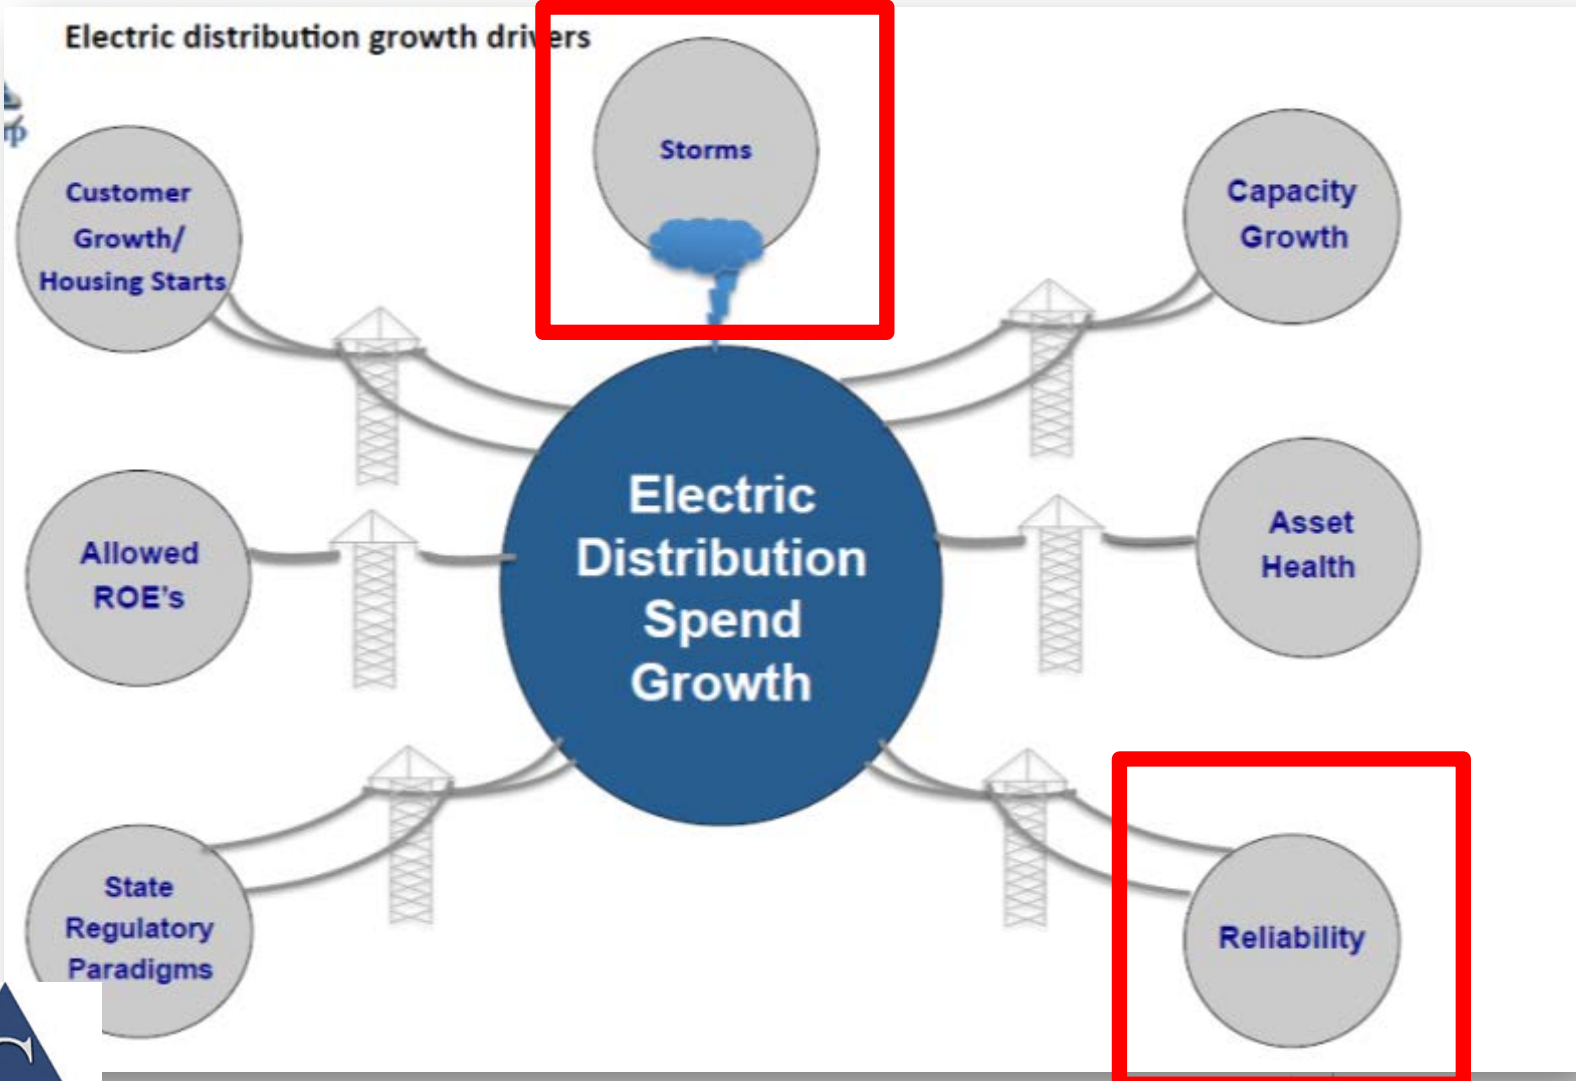 Electric distribution growth drivers
Storms
Customer
Growth/
Housing Starts
Capacity
Growth
Electric
Distribution
Spend
Growth
Allowed
ROE's
Asset
Health
State
Regulatory
Paradigms
Reliability